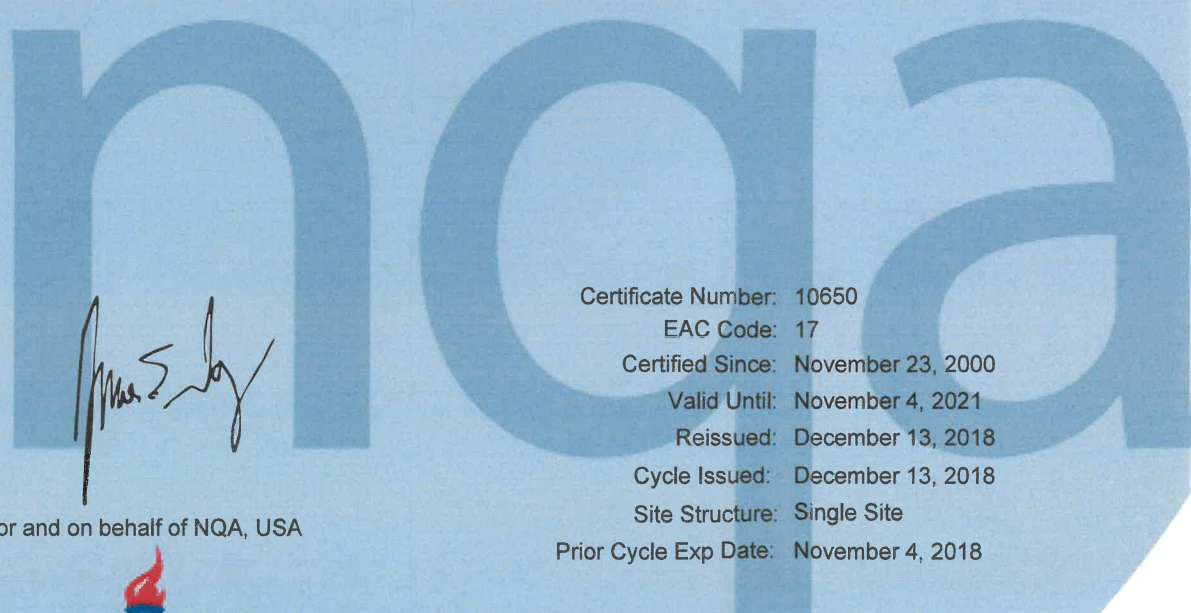 nqa
Certificate Number: 10650
EAC Code: 17
Certified Since: November 23, 2000
Valid Until: November 4, 2021
Reissued: December 13, 2018
Cycle Issued: December 13, 2018
Site Structure: Single Site
Prior Cycle Exp Date: November 4, 2018
or and on behalf of NQA, USA